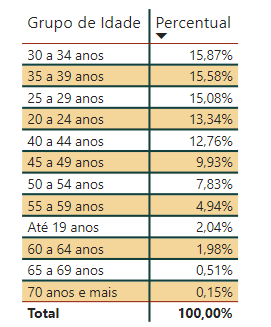 Grupo de Idade Percentual
30 a 34 anos 15,87%
35 a 39 anos 15,58%
25 a 29 anos 15,08%
20 a 24 anos 13,34%
40 a 44 anos 12,76%
45 a 49 anos 9,93%
50 a 54 anos 7,83%
55 a 59 anos 4,94%
Até 19 anos 2,04%
60 a 64 anos 1,98%
65 a 69 anos 0,51%
70 anos e mais 0,15%
Total 100,00%